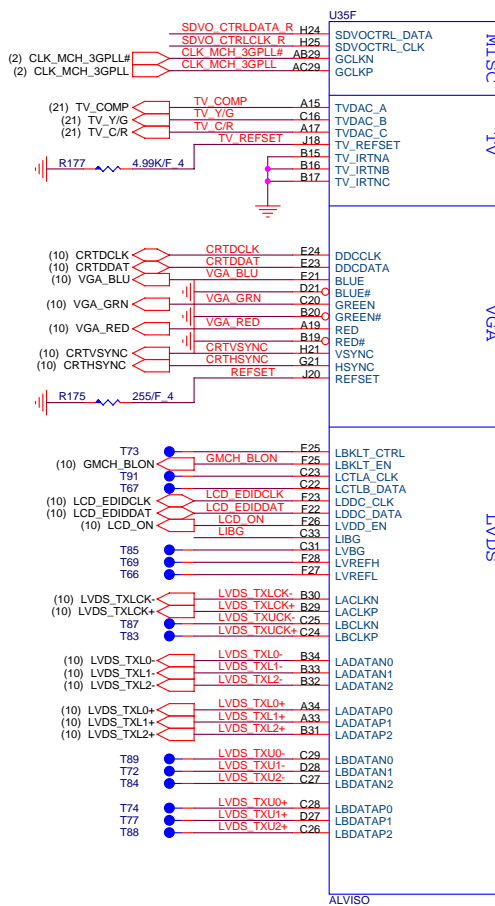 U35F
SDVO_CTRLDATA_R H24 SDVOCTRL_DATA
SDVO_CTRLCLK_R H25 SDVOCTRL_CLK
(2) CLK_MCH_3GPLL# CLK_MCH_3GPLL# AB29 GCLKN
(2) CLK_MCH_3GPLL CLK_MCH_3GPLL AC29 GCLKP
MISC
(21) TV_COMP TV_COMP A15 TVDAC_A
(21) TV_Y/G TV_Y/G C16 TVDAC_B
(21) TV_C/R TV_C/R A17 TVDAC_C
TV_REFSET J18 TV_REFSET
B15 TV_IRTNA
R177 4.99K/F_4 B16 TV_IRTNB
B17 TV_IRTNC
TV
(10) CRTDCLK CRTDCLK E24 DDCCLK
(10) CRTDDAT CRTDDAT E23 DDCDATA
(10) VGA_BLU VGA_BLU E21 BLUE
D21 BLUE#
(10) VGA_GRN VGA_GRN C20 GREEN
B20 GREEN#
(10) VGA_RED VGA_RED A19 RED
B19 RED#
(10) CRTVSYNC CRTVSYNC H21 VSYNC
(10) CRTHSYNC CRTHSYNC G21 HSYNC
REFSET J20 REFSET
R175 255/F_4
VGA
T73 E25 LBKLT_CTRL
(10) GMCH_BLON GMCH_BLON F25 LBKLT_EN
T91 C23 LCTLA_CLK
T67 C22 LCTLB_DATA
(10) LCD_EDIDCLK LCD_EDIDCLK F23 LDDC_CLK
(10) LCD_EDIDDAT LCD_EDIDDAT F22 LDDC_DATA
(10) LCD_ON LCD_ON F26 LVDD_EN
LIBG C33 LIBG
T85 C31 LVBG
T69 F28 LVREFH
T66 F27 LVREFL
LVDS
(10) LVDS_TXLCK- LVDS_TXLCK- B30 LACLKN
(10) LVDS_TXLCK+ LVDS_TXLCK+ B29 LACLKP
T87 LVDS_TXUCK- C25 LBCLKN
T83 LVDS_TXUCK+ C24 LBCLKP
(10) LVDS_TXL0- LVDS_TXL0- B34 LADATAN0
(10) LVDS_TXL1- LVDS_TXL1- B33 LADATAN1
(10) LVDS_TXL2- LVDS_TXL2- B32 LADATAN2
(10) LVDS_TXL0+ LVDS_TXL0+ A34 LADATAP0
(10) LVDS_TXL1+ LVDS_TXL1+ A33 LADATAP1
(10) LVDS_TXL2+ LVDS_TXL2+ B31 LADATAP2
T89 LVDS_TXU0- C29 LBDATAN0
T72 LVDS_TXU1- D28 LBDATAN1
T84 LVDS_TXU2- C27 LBDATAN2
T74 LVDS_TXU0+ C28 LBDATAP0
T77 LVDS_TXU1+ D27 LBDATAP1
T88 LVDS_TXU2+ C26 LBDATAP2
ALVISO